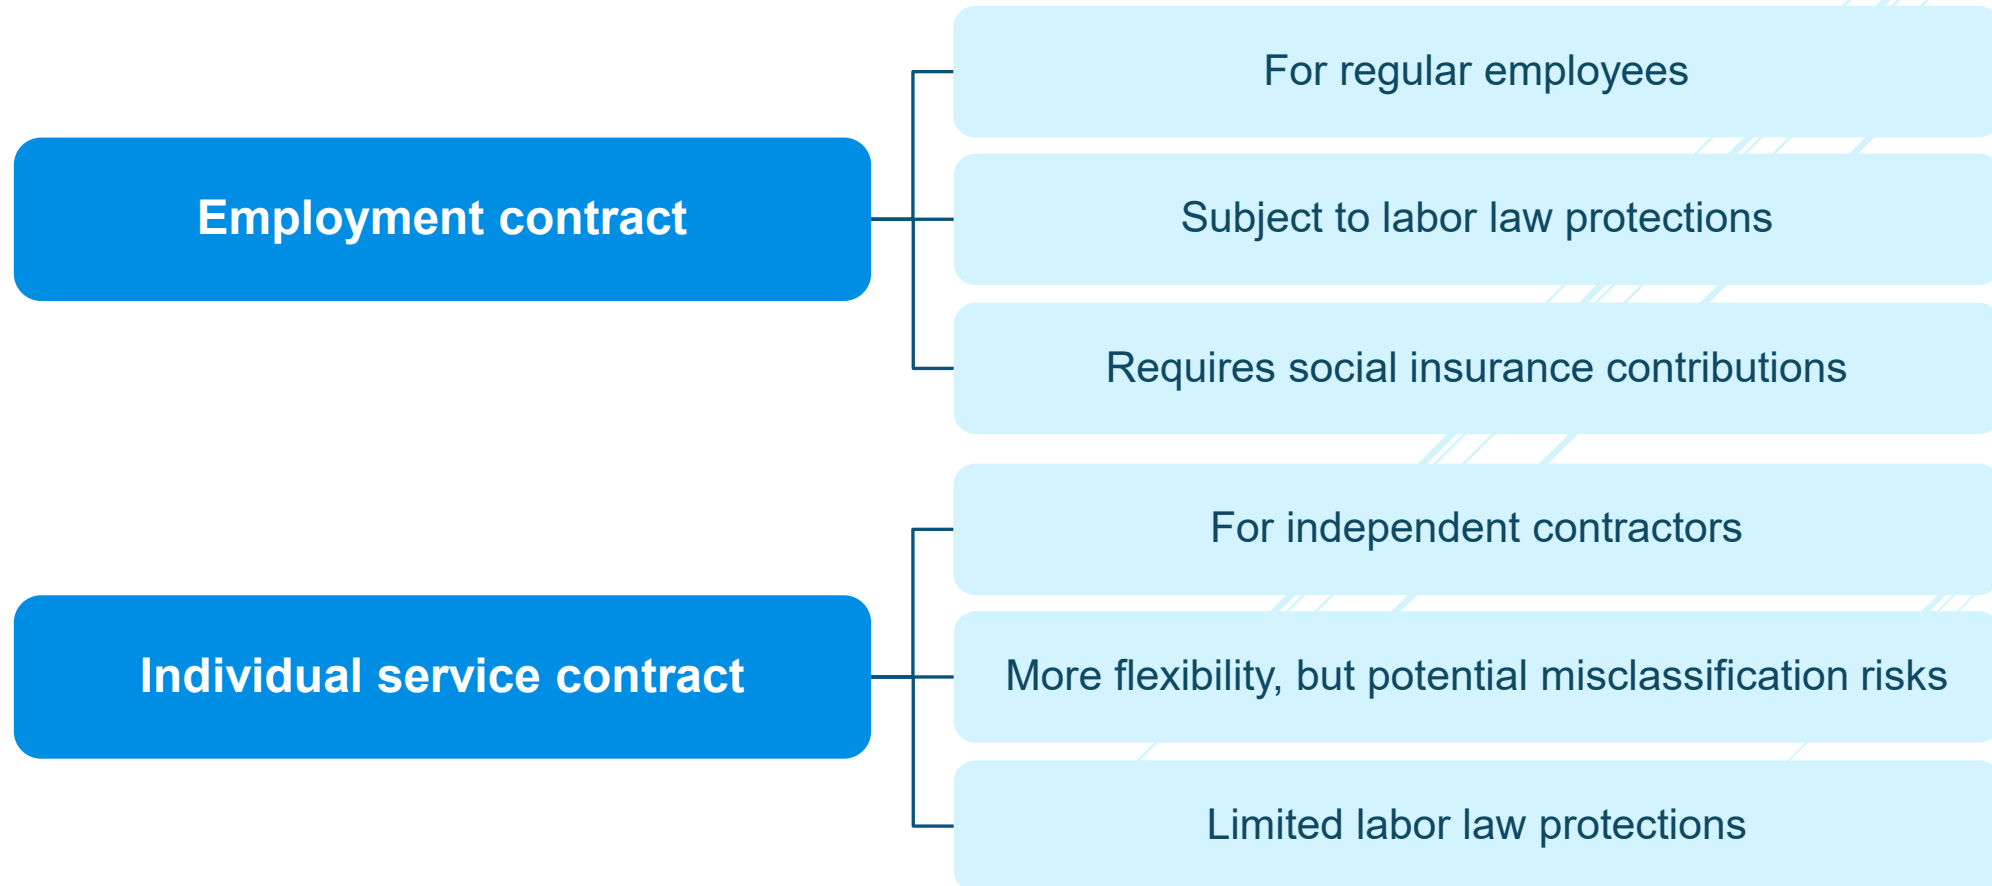 Employment contract
For regular employees
Subject to labor law protections
Requires social insurance contributions
Individual service contract
For independent contractors
More flexibility, but potential misclassification risks
Limited labor law protections